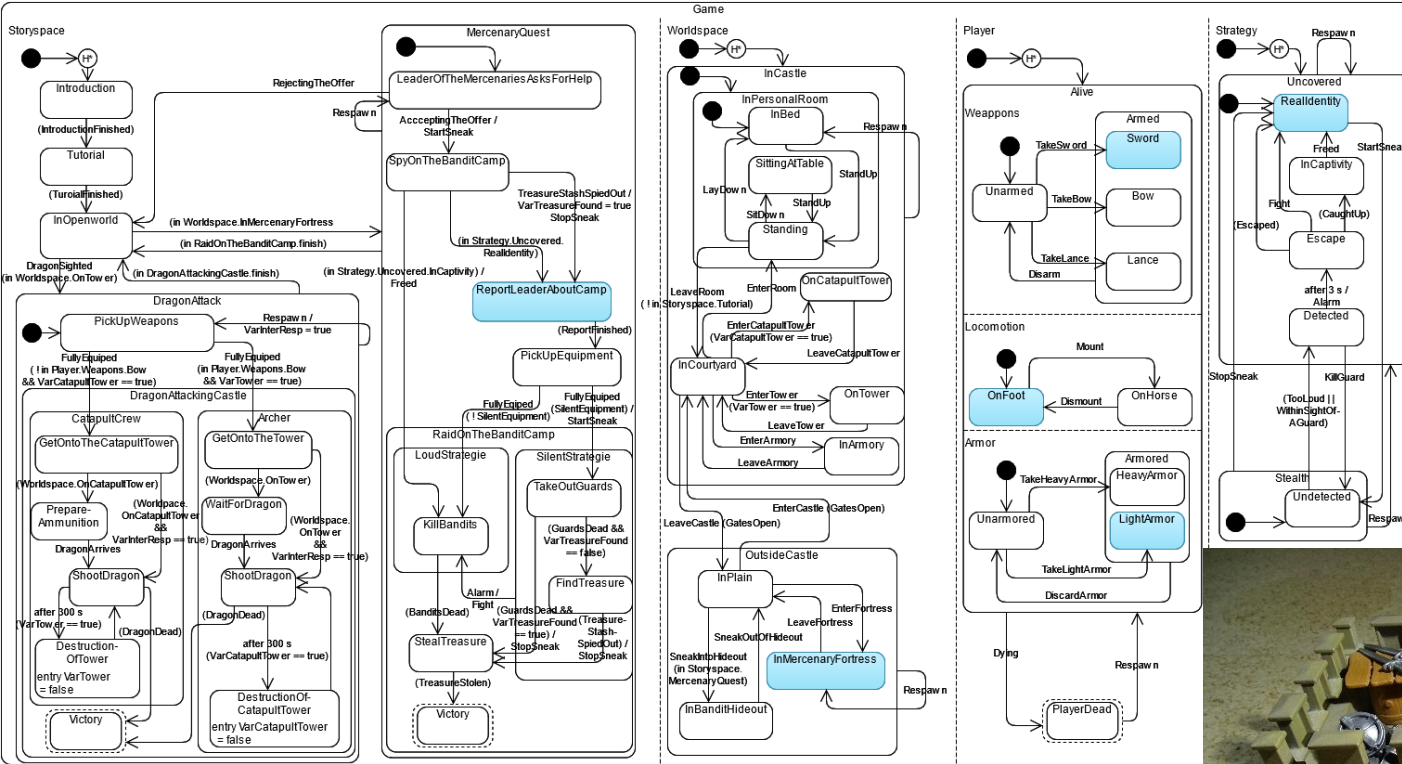 Game
Storyspace
H*
Introduction
(IntroductionFinished)
Tutorial
(TuroialFinished)
InOpenworld
RejectingTheOffer
(in Worldspace.InMercenaryFortress)
(in RaidOnTheBanditCamp.finish)
DragonSighted
(in Worldspace.OnTower)
(in DragonAttackingCastle.finish)
DragonAttack
PickUpWeapons
Respawn /
VarInterResp = true
FullyEquiped
( ! in Player.Weapons.Bow
&& VarCatapultTower == true)
FullyEquiped
(in Player.Weapons.Bow
&& VarTower == true)
DragonAttackingCastle
CatapultCrew
GetOntoTheCatapultTower
(Worldspace.OnCatapultTower)
Prepare-
Ammunition
(Worldpace.
OnCatapultTower
&&
VarInterResp == true)
DragonArrives
ShootDragon
after 300 s
(VarTower == true)
(DragonDead)
Destruction-
OfTower
entry VarTower
= false
Victory
Archer
GetOntoTheTower
(Worldspace.OnTower)
WaitForDragon
(Worldspace.
OnTower
&&
VarInterResp == true)
DragonArrives
ShootDragon
(DragonDead)
after 300 s
(VarCatapultTower == true)
DestructionOf-
CatapultTower
entry VarCatapultTower
= false
MercenaryQuest
LeaderOfTheMercenariesAsksForHelp
Respawn
AccceptingTheOffer /
StartSneak
SpyOnTheBanditCamp
TreasureStashSpiedOut /
VarTreasureFound = true
StopSneak
(in Strategy.Uncovered.
RealIdentity)
(in Strategy.Uncovered.InCaptivity) /
Freed
ReportLeaderAboutCamp
(ReportFinished)
PickUpEquipment
FullyEqiped
( ! SilentEquipment)
FullyEquiped
(SilentEquipment) /
StartSneak
RaidOnTheBanditCamp
LoudStrategie
KillBandits
SilentStrategie
TakeOutGuards
(GuardsDead &&
VarTreasureFound
== false)
FindTreasure
Alarm /
Fight
(BanditsDead)
(GuardsDead &&
VarTreasureFound
== true) /
StopSneak
(Treasure-
Stash-
SpiedOut) /
StopSneak
StealTreasure
(TreasureStolen)
Victory
Worldspace
H*
InCastle
InPersonalRoom
InBed
Respawn
SittingAtTable
StandUp
LayDown
StandUp
SitDown
Standing
LeaveRoom
( ! in Storyspace.Tutorial)
EnterRoom
OnCatapultTower
EnterCatapultTower
(VarCatapultTower == true)
LeaveCatapultTower
InCourtyard
EnterTower
(VarTower == true)
OnTower
LeaveTower
EnterArmory
InArmory
LeaveArmory
LeaveCastle (GatesOpen)
EnterCastle (GatesOpen)
OutsideCastle
InPlain
EnterFortress
LeaveFortress
SneakOutOfHideout
SneakIntoHideout
(in Storyspace.
MercenaryQuest)
InMercenaryFortress
Respawn
InBanditHideout
Player
H*
Alive
Weappons
Armed
Sword
TakeSword
Unarmed
TakeBow
Bow
TakeLance
Lance
Disarm
Locomotion
Mount
OnFoot
Dismount
OnHorse
Armor
Armored
HeavyArmor
TakeHeavyArmor
Unarmored
LightArmor
TakeLightArmor
DiscardArmor
Dying
Respawn
PlayerDead
Strategy
H*
Respawn
Uncovered
RealIdentity
Freed
StartSneak
InCaptivity
Fight
(Escaped)
(CaughtUp)
Escape
after 3 s /
Alarm
Detected
StopSneak
KillGuard
(TooLoud ||
WithinSightOf-
AGuard)
Stealth
Undetected
Respawn